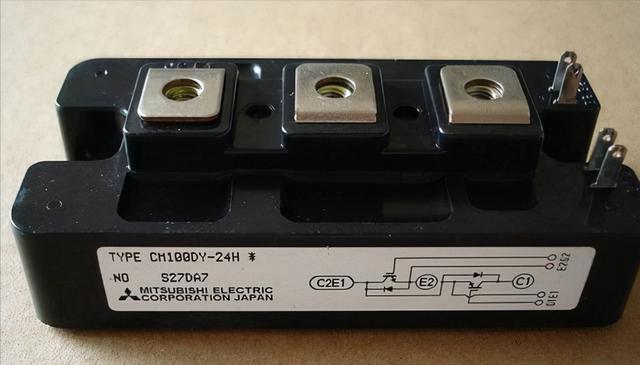 TYPE CM100DY-24H *
NO S27DA7
MITSUBISHI ELECTRIC
CORPORATION JAPAN
C2E1
E2
C1
E2G2
G1E1